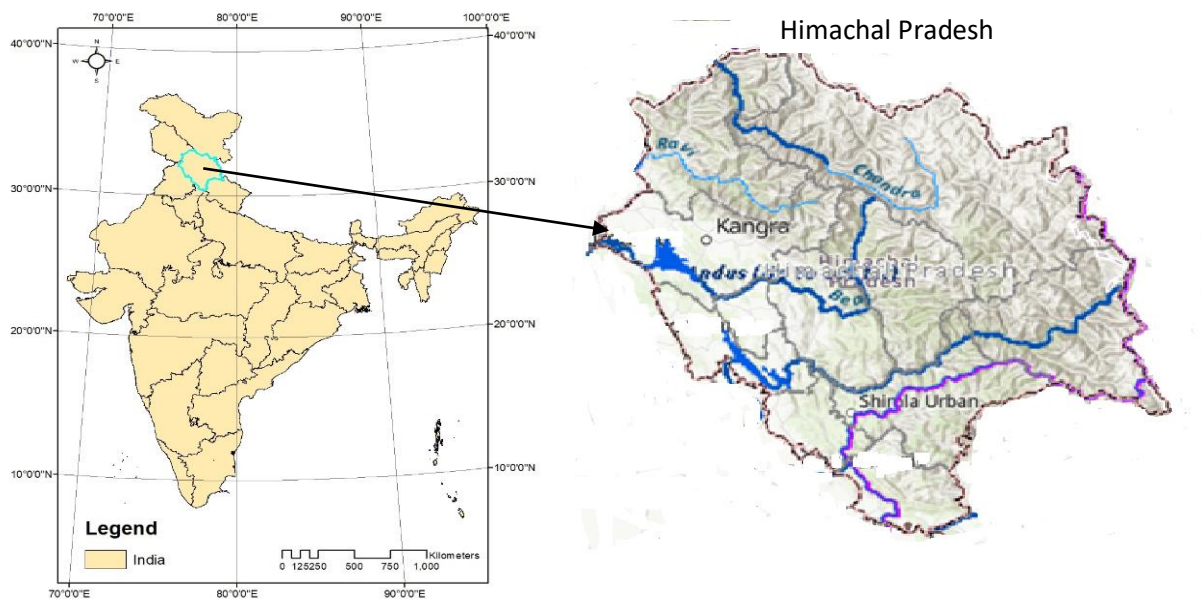 70°0'0"E 80°0'0"E 90°0'0"E 100°0'0"E
40°0'0"N
40°0'0"N
N
W E
S
30°0'0"N
30°0'0"N
20°0'0"N
20°0'0"N
10°0'0"N
10°0'0"N
Legend
India
Kilometers
0 125250 500 750 1,000
70°0'0"E 80°0'0"E 90°0'0"E
Himachal Pradesh
Ravi
Chandra
Kangra
Himachal
Indus
Himachal Pradesh
Pradesh
Bea
Shimla Urban